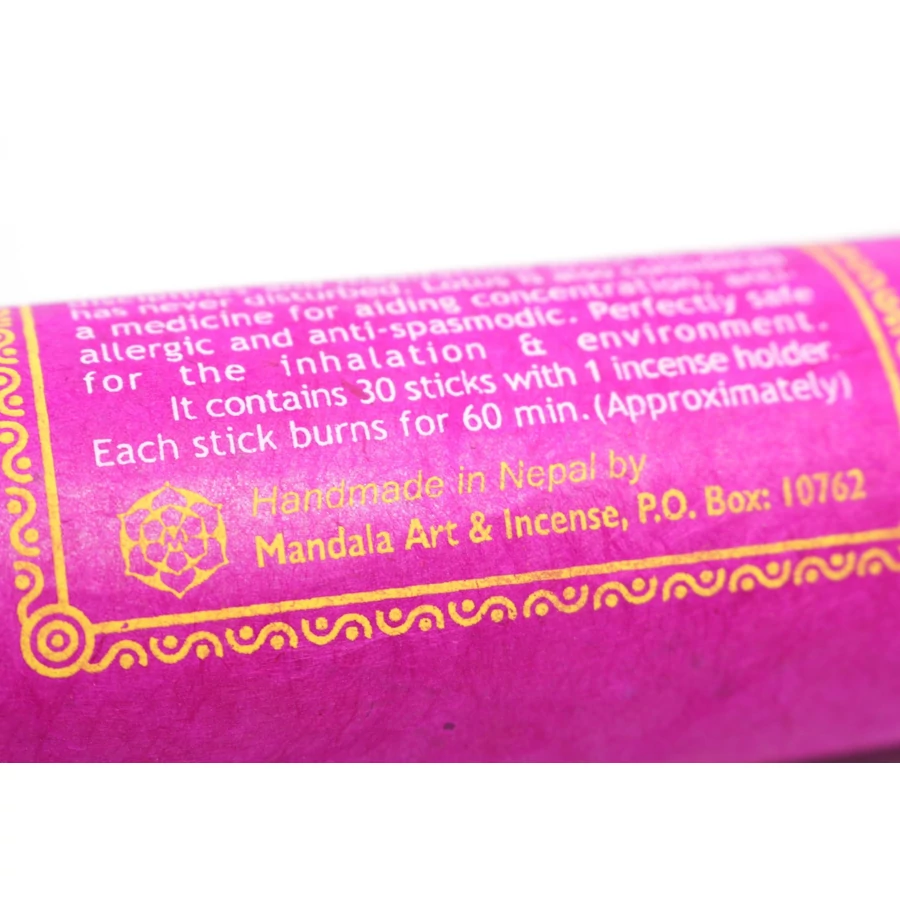 has never disturbed. Lotus is also considered
a medicine for aiding concentration, anti-
allergic and anti-spasmodic. Perfectly safe
for the inhalation & environment.
It contains 30 sticks with 1 incense holder.
Each stick burns for 60 min.(Approximately)
Handmade in Nepal by
Mandala Art & Incense, P.O. Box: 10762